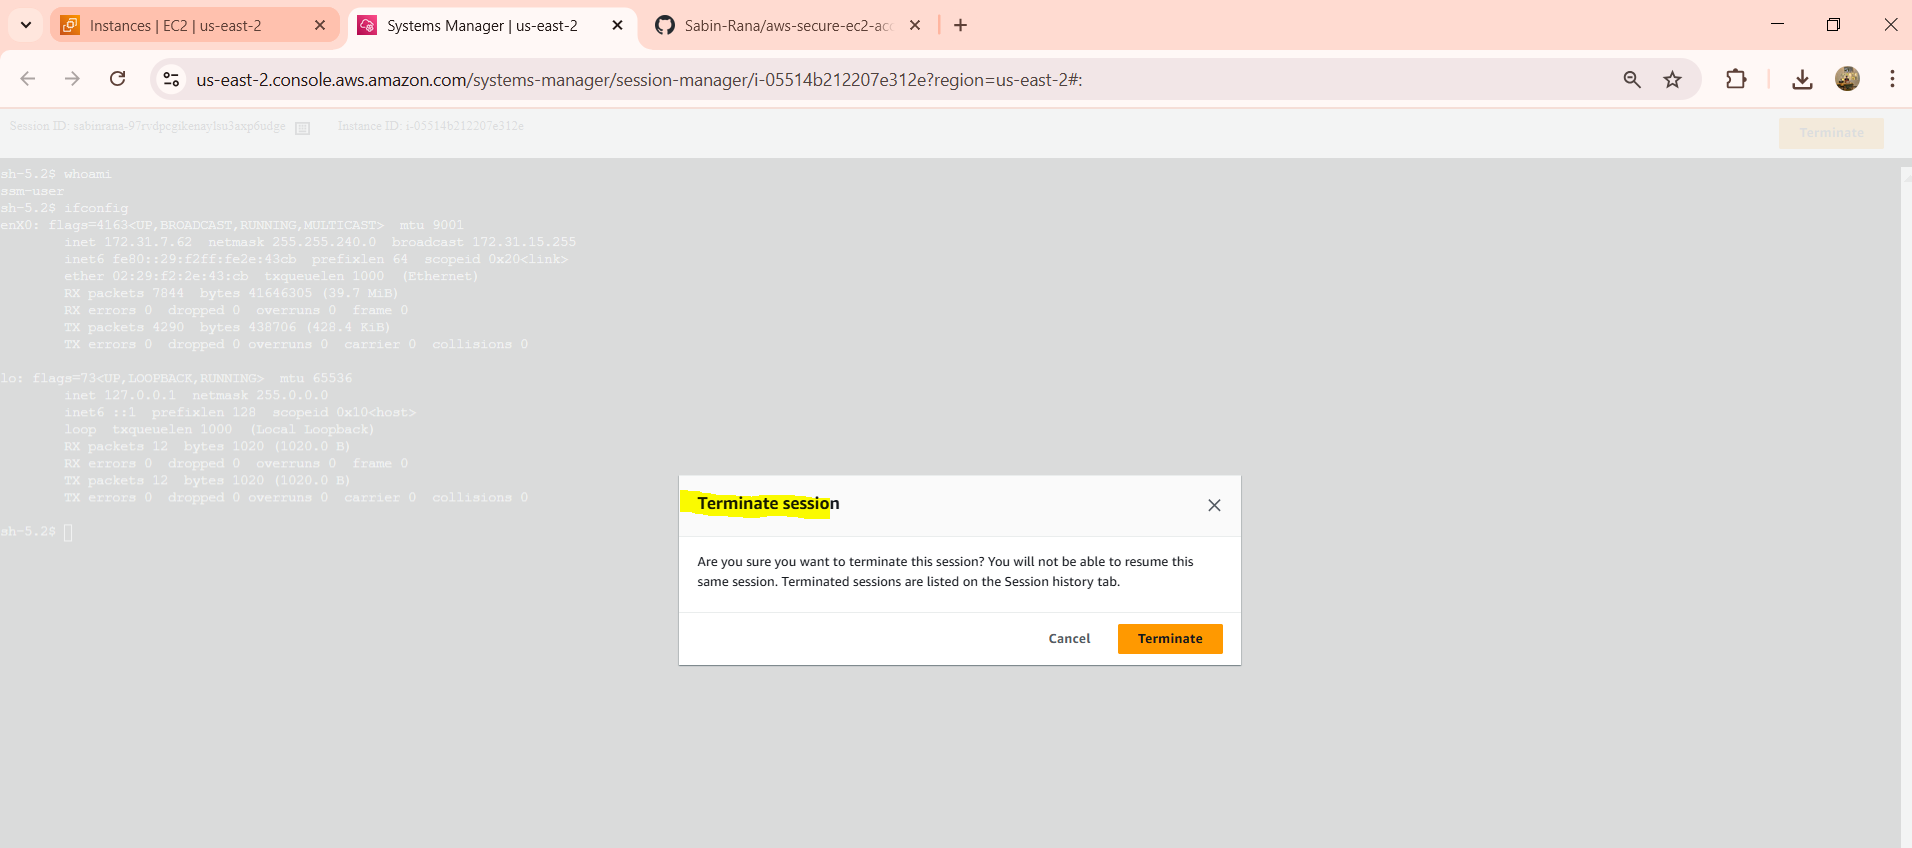 Instances | EC2 | us-east-2
Systems Manager | us-east-2
Sabin-Rana/aws-secure-ec2-acc
us-east-2.console.aws.amazon.com/systems-manager/session-manager/i-05514b212207e312e?region=us-east-2#:
Session ID: sabinrana-97rvdpcgikenaylsu3axp6udge Instance ID: i-05514b212207e312e
Terminate
sh-5.2$ whoami
ssm-user
sh-5.2$ ifconfig
enX0: flags=4163<UP,BROADCAST,RUNNING,MULTICAST>  mtu 9001
        inet 172.31.7.62  netmask 255.255.240.0  broadcast 172.31.15.255
        inet6 fe80::29:f2ff:fe2e:43cb  prefixlen 64  scopeid 0x20<link>
        ether 02:29:f2:2e:43:cb  txqueuelen 1000  (Ethernet)
        RX packets 7844  bytes 41646305 (39.7 MiB)
        RX errors 0  dropped 0  overruns 0  frame 0
        TX packets 4290  bytes 438706 (428.4 KiB)
        TX errors 0  dropped 0 overruns 0  carrier 0  collisions 0
lo: flags=73<UP,LOOPBACK,RUNNING>  mtu 65536
        inet 127.0.0.1  netmask 255.0.0.0
        inet6 ::1  prefixlen 128  scopeid 0x10<host>
        loop  txqueuelen 1000  (Local Loopback)
        RX packets 12  bytes 1020 (1020.0 B)
        RX errors 0  dropped 0  overruns 0  frame 0
        TX packets 12  bytes 1020 (1020.0 B)
        TX errors 0  dropped 0 overruns 0  carrier 0  collisions 0
sh-5.2$
Terminate session
Are you sure you want to terminate this session? You will not be able to resume this
same session. Terminated sessions are listed on the Session history tab.
Cancel
Terminate